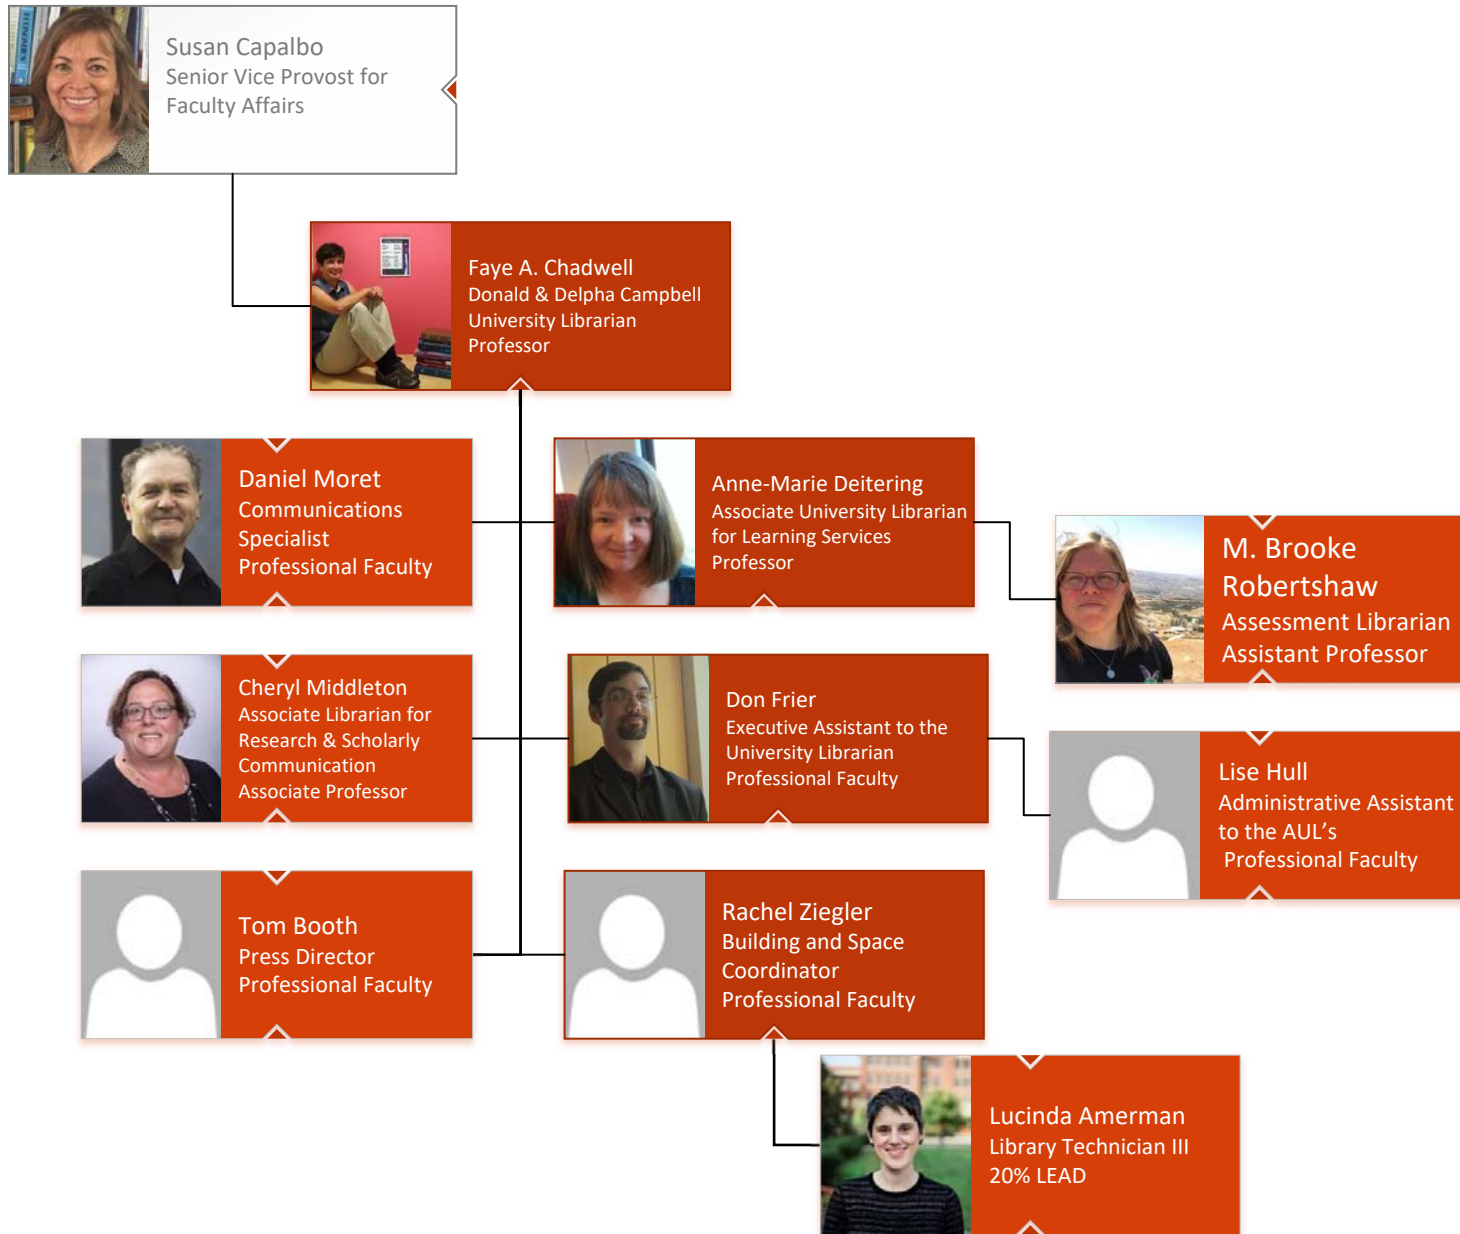 Susan Capalbo
Senior Vice Provost for
Faculty Affairs
Faye A. Chadwell
Donald & Delpha Campbell
University Librarian
Professor
Daniel Moret
Communications
Specialist
Professional Faculty
Anne-Marie Deitering
Associate University Librarian
for Learning Services
Professor
M. Brooke
Robertshaw
Assessment Librarian
Assistant Professor
Cheryl Middleton
Associate Librarian for
Research & Scholarly
Communication
Associate Professor
Don Frier
Executive Assistant to the
University Librarian
Professional Faculty
Lise Hull
Administrative Assistant
to the AUL’s
Professional Faculty
Tom Booth
Press Director
Professional Faculty
Rachel Ziegler
Building and Space
Coordinator
Professional Faculty
Lucinda Amerman
Library Technician III
20% LEAD